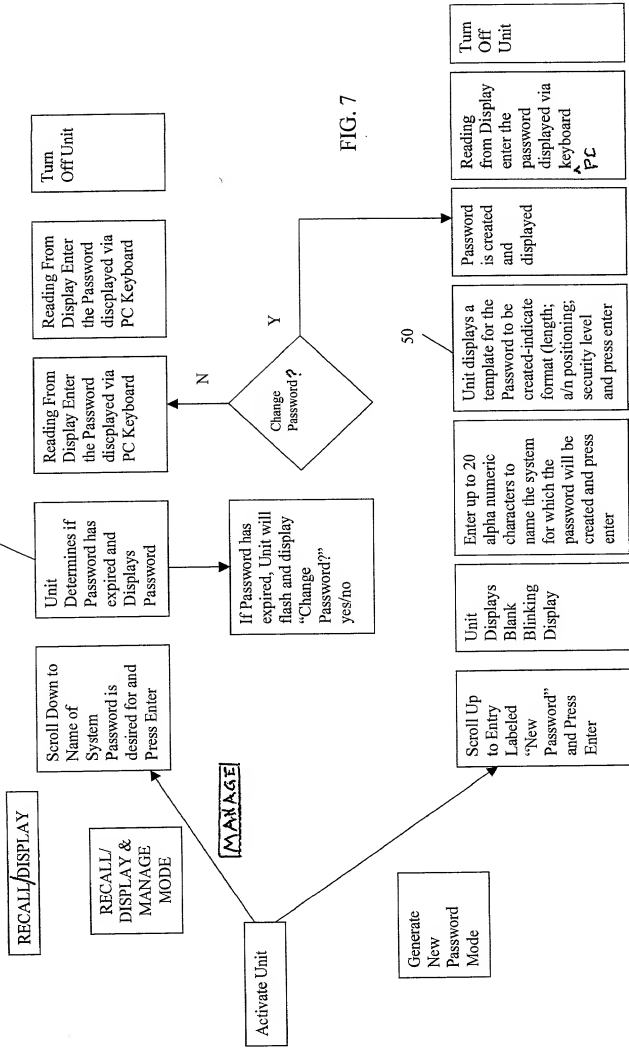 RECALL/DISPLAY
RECALL/
DISPLAY &
MANAGE
MODE
MANAGE
Activate Unit
Generate
New
Password
Mode
Scroll Down to
Name of
System
Password is
desired for and
Press Enter
Unit
Determines if
Password has
expired and
Displays
Password
Reading From
Display Enter
the Password
discplayed via
PC Keyboard
Reading From
Display Enter
the Password
discplayed via
PC Keyboard
Turn
Off Unit
If Password has
expired, Unit will
flash and display
“Change
Password?”
yes/no
N
Change
Password?
Y
FIG. 7
50
Scroll Up
to Entry
Labeled
“New
Password”
and Press
Enter
Unit
Displays
Blank
Blinking
Display
Enter up to 20
alpha numeric
characters to
name the system
for which the
password will be
created and press
enter
Unit displays a
template for the
Password to be
created-indicate
format (length;
a/n positioning;
security level
and press enter
Password
is created
and
displayed
Reading
from Display
enter the
password
displayed via
keyboard
^
PC
Turn
Off
Unit